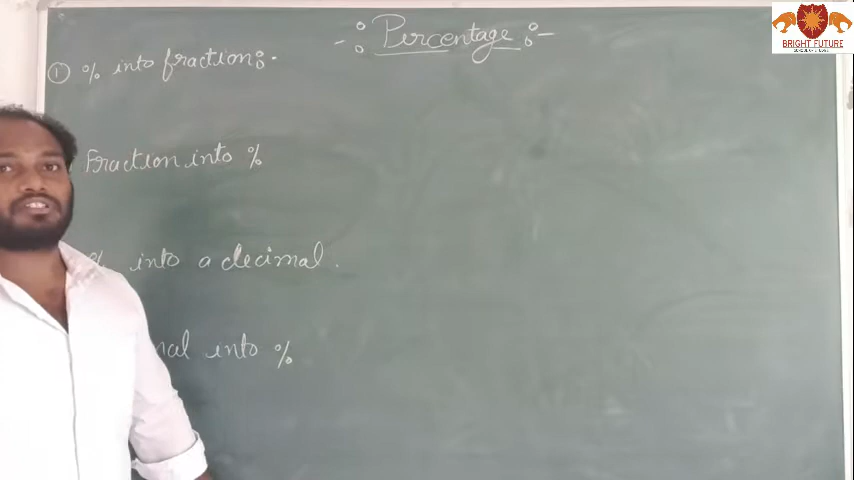 -: Percentage :-
① % into fraction :-
Fraction into %
% into a decimal.
nal into %
BRIGHT FUTURE